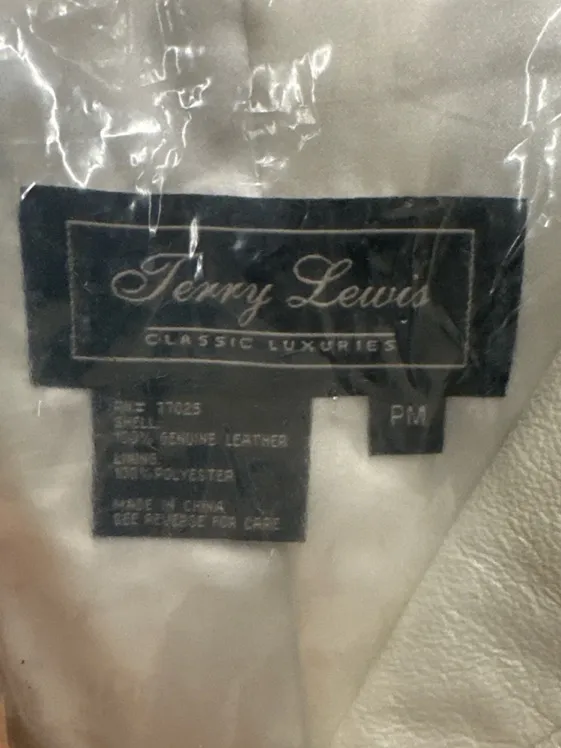 Terry Lewis
CLASSIC LUXURIES
PM
RN# 77025
SHELL
100% GENUINE LEATHER
LINING
100% POLYESTER
MADE IN CHINA
SEE REVERSE FOR CARE